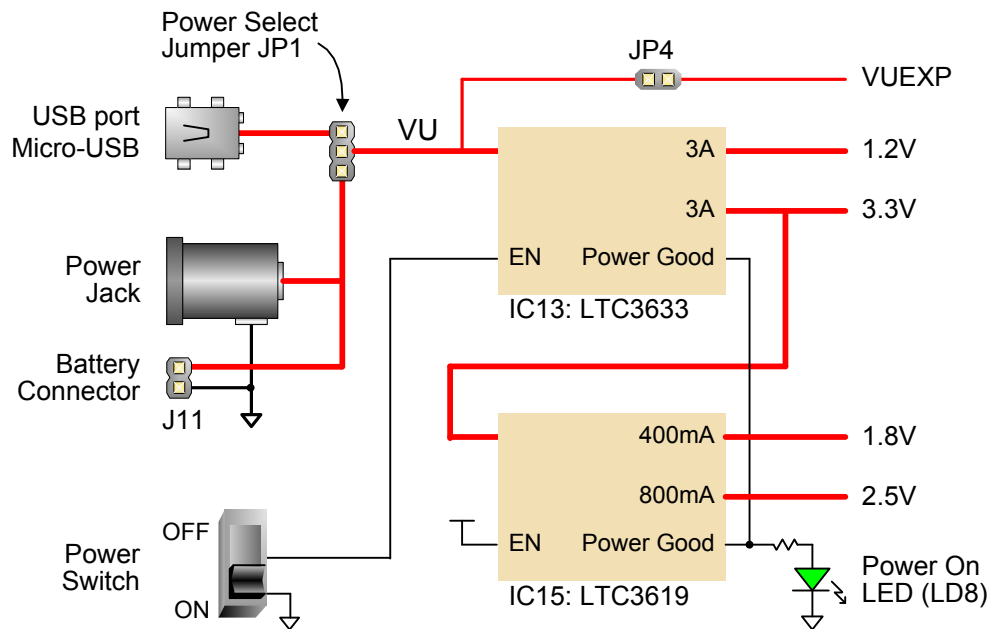 Power Select
Jumper JP1
JP4
VUEXP
USB port
Micro-USB
VU
3A
1.2V
3A
3.3V
EN
Power Good
IC13: LTC3633
Power
Jack
Battery
Connector
J11
400mA
1.8V
800mA
2.5V
EN
Power Good
IC15: LTC3619
OFF
Power
Switch
ON
Power On
LED (LD8)